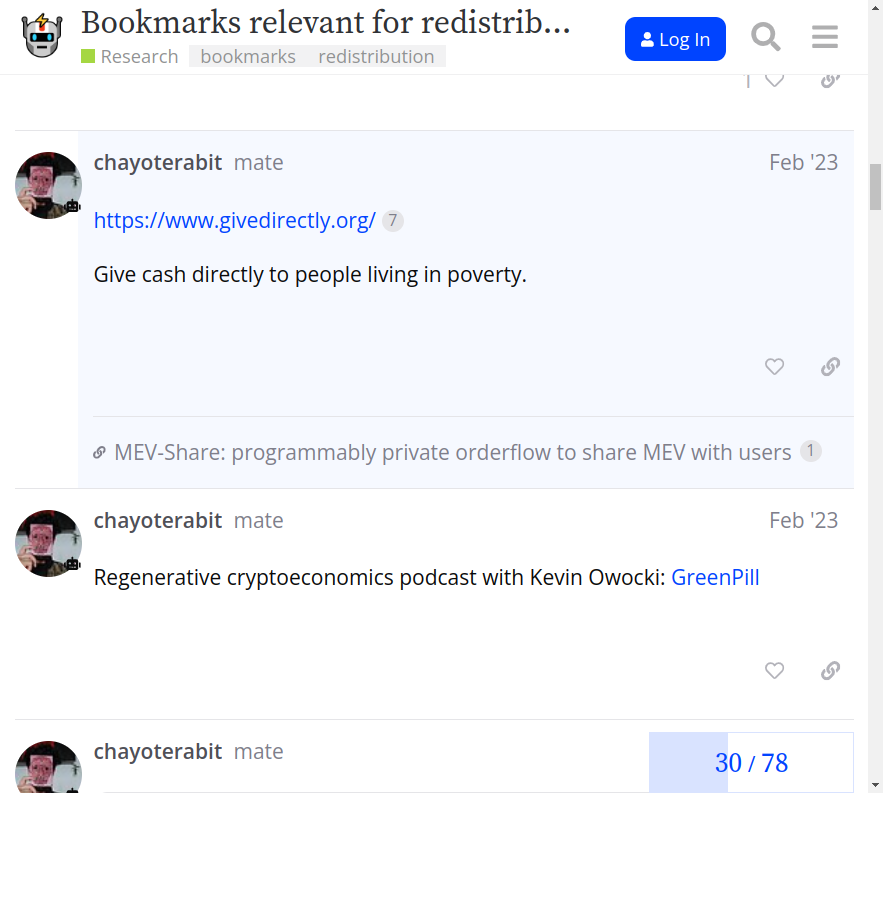 Bookmarks relevant for redistrib...
Log In
Research bookmarks redistribution
1
chayoterabit mate Feb '23
https://www.givedirectly.org/ 7
Give cash directly to people living in poverty.
MEV-Share: programmably private orderflow to share MEV with users 1
chayoterabit mate Feb '23
Regenerative cryptoeconomics podcast with Kevin Owocki: GreenPill
chayoterabit mate
30 / 78